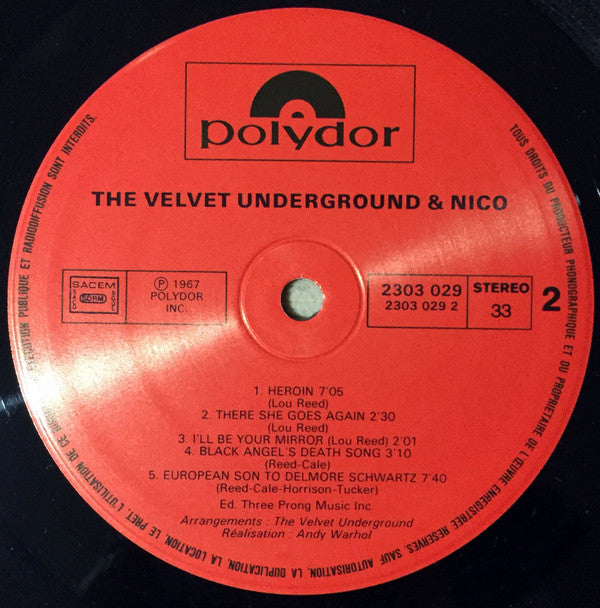 polydor
THE VELVET UNDERGROUND & NICO
SACEM
SDRM
℗ 1967
POLYDOR
INC.
2303 029
2303 029 2
STEREO
33
2
1. HEROIN 7'05
(Lou Reed)
2. THERE SHE GOES AGAIN 2'30
(Lou Reed)
3. I'LL BE YOUR MIRROR (Lou Reed) 2'01
4. BLACK ANGEL'S DEATH SONG 3'10
(Reed-Cale)
5. EUROPEAN SON TO DELMORE SCHWARTZ 7'40
(Reed-Cale-Horrison-Tucker)
Ed. Three Prong Music Inc.
Arrangements : The Velvet Underground
Réalisation : Andy Warhol
TOUS DROITS DU PRODUCTEUR PHONOGRAPHIQUE ET DU PROPRIETAIRE DE L'ŒUVRE ENREGISTREE RESERVES. SAUF AUTORISATION, LA DUPLICATION, LA LOCATION, LE PRET, L'UTILISATION DE CE PUBLIQUE ET RADIODIFFUSION SONT INTERDITS.